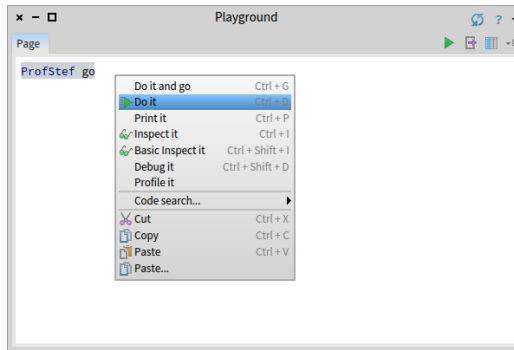 Playground
?
Page
ProfStef go
Do it and go Ctrl + G
Do it Ctrl + D
Print it Ctrl + P
Inspect it Ctrl + I
Basic Inspect it Ctrl + Shift + I
Debug it Ctrl + Shift + D
Profile it
Code search...
Cut Ctrl + X
Copy Ctrl + C
Paste Ctrl + V
Paste...